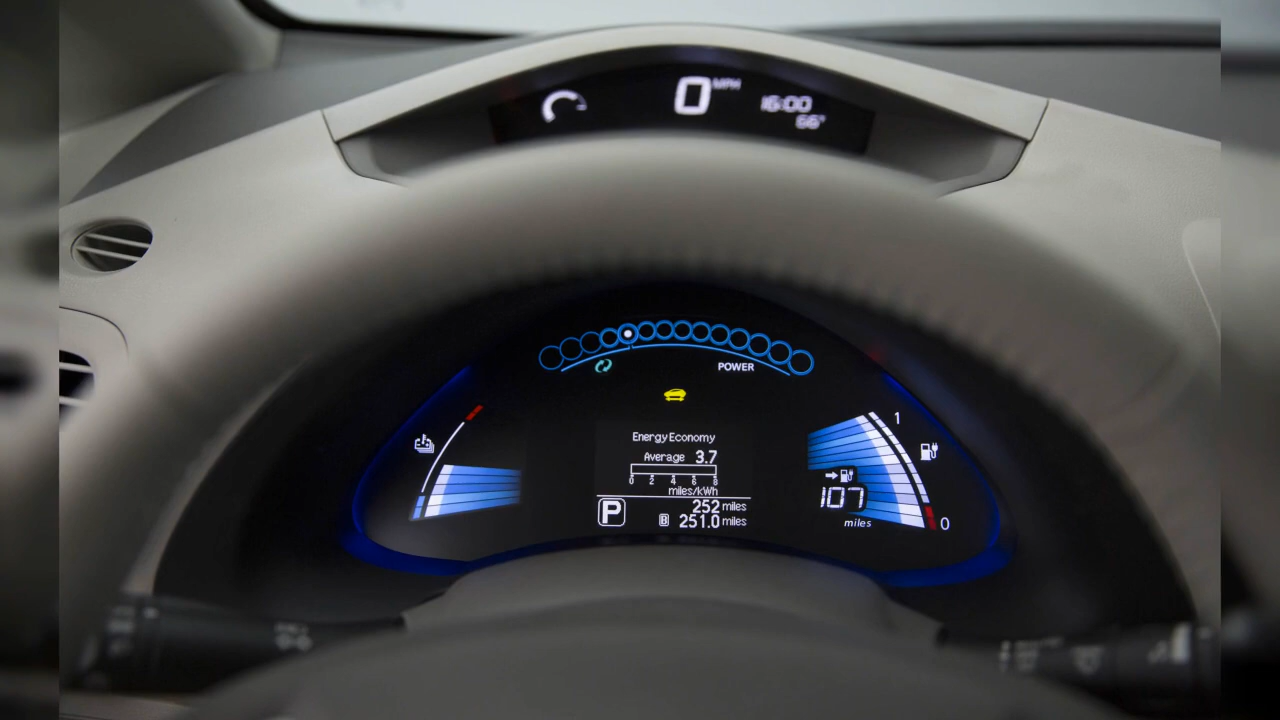 0 MPH
16:00
66°
POWER
1
Energy Economy
Average 3.7
0 2 4 6 8
miles/kWh
107
miles
P
252 miles
B 251.0 miles
0